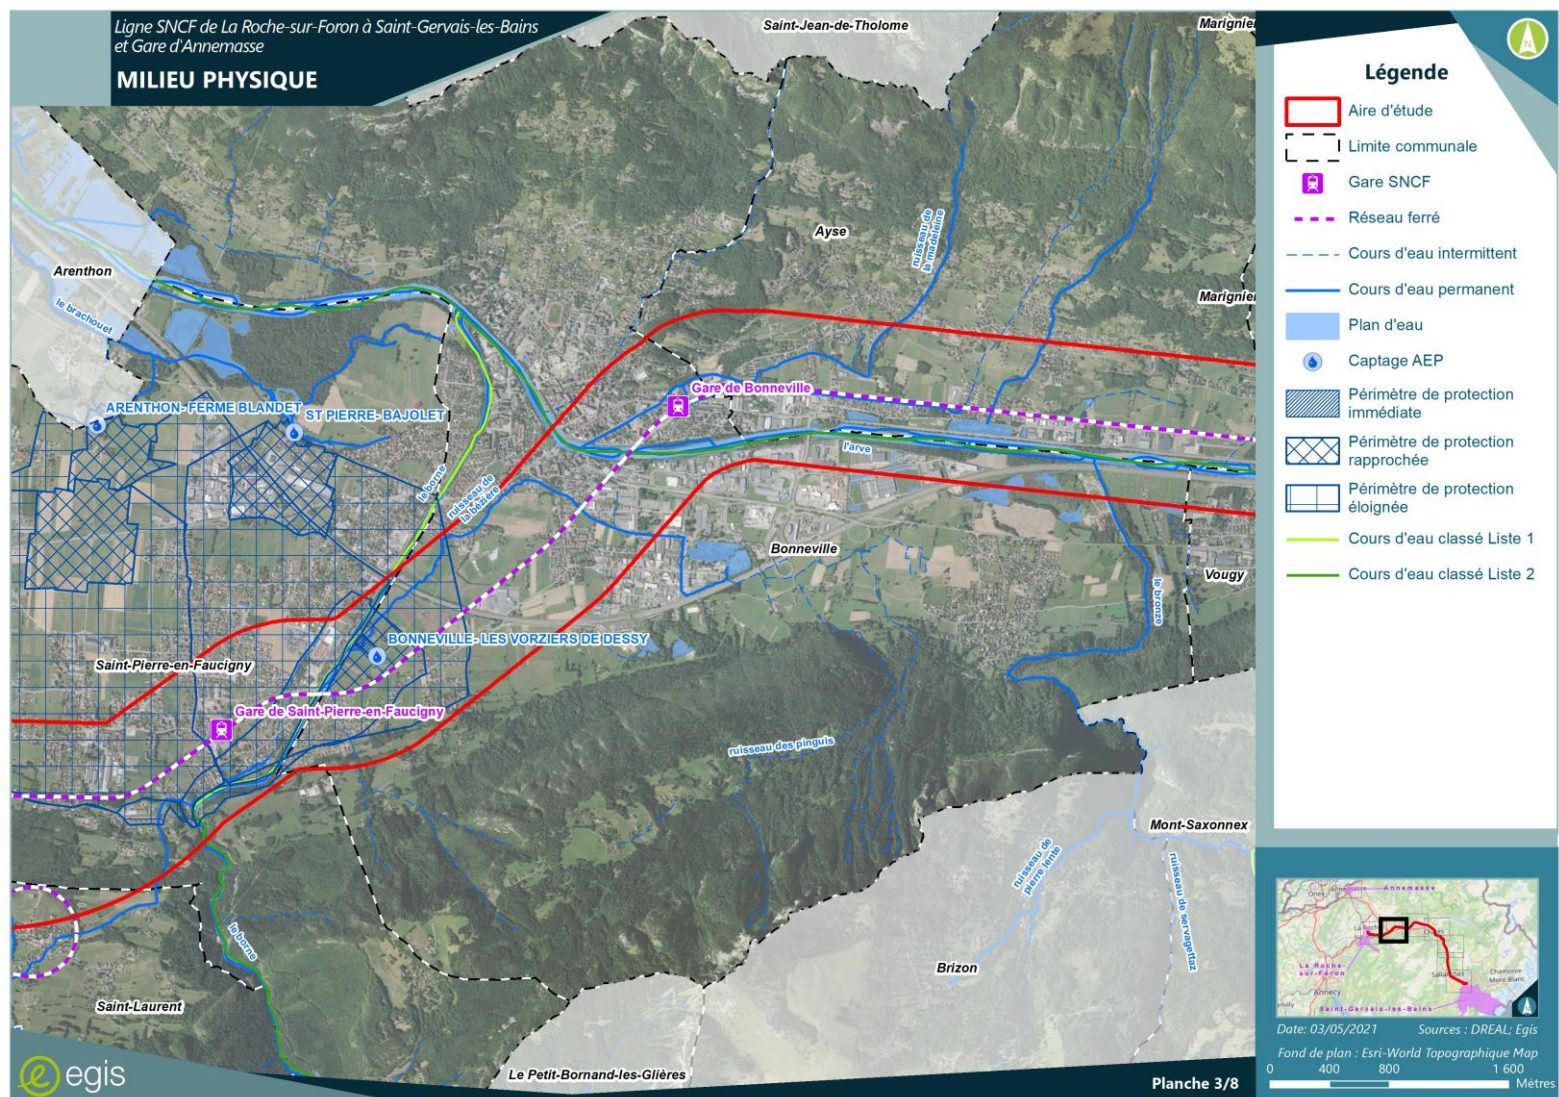 Ligne SNCF de La Roche-sur-Foron à Saint-Gervais-les-Bains
et Gare d'Annemasse
MILIEU PHYSIQUE
Saint-Jean-de-Tholome
Marignier
Ayse
ruisseau de
la madeleine
Arenthon
le brachouet
Marignier
Gare de Bonneville
ARENTHON-FERME BLANDET
ST PIERRE-BAJOLET
l'arve
le borne
ruisseau de
la bézière
Bonneville
Vougy
le bronze
BONNEVILLE-LES VORZIERS DE DESSY
Saint-Pierre-en-Faucigny
Gare de Saint-Pierre-en-Faucigny
ruisseau des pinguis
Mont-Saxonnex
ruisseau de
pierre lente
ruisseau de servagettaz
le borne
Brizon
Saint-Laurent
Le Petit-Bornand-les-Glières
egis
Planche 3/8
N
Légende
Aire d'étude
Limite communale
Gare SNCF
Réseau ferré
Cours d'eau intermittent
Cours d'eau permanent
Plan d'eau
Captage AEP
Périmètre de protection
immédiate
Périmètre de protection
rapprochée
Périmètre de protection
éloignée
Cours d'eau classé Liste 1
Cours d'eau classé Liste 2
Annemasse
La Roche-
sur-Foron
Annecy
Chamonix-
Mont-Blanc
Saint-Gervais-les-Bains
Date: 03/05/2021
Sources : DREAL; Egis
Fond de plan : Esri-World Topographique Map
0 400 800 1 600
Mètres